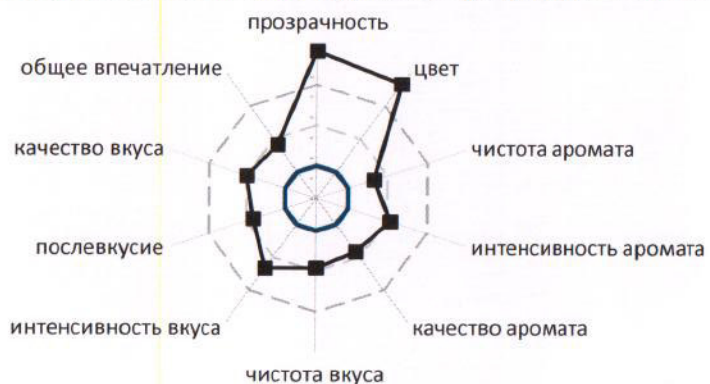 прозрачность
общее впечатление
цвет
качество вкуса
чистота аромата
послевкусие
интенсивность аромата
интенсивность вкуса
качество аромата
чистота вкуса